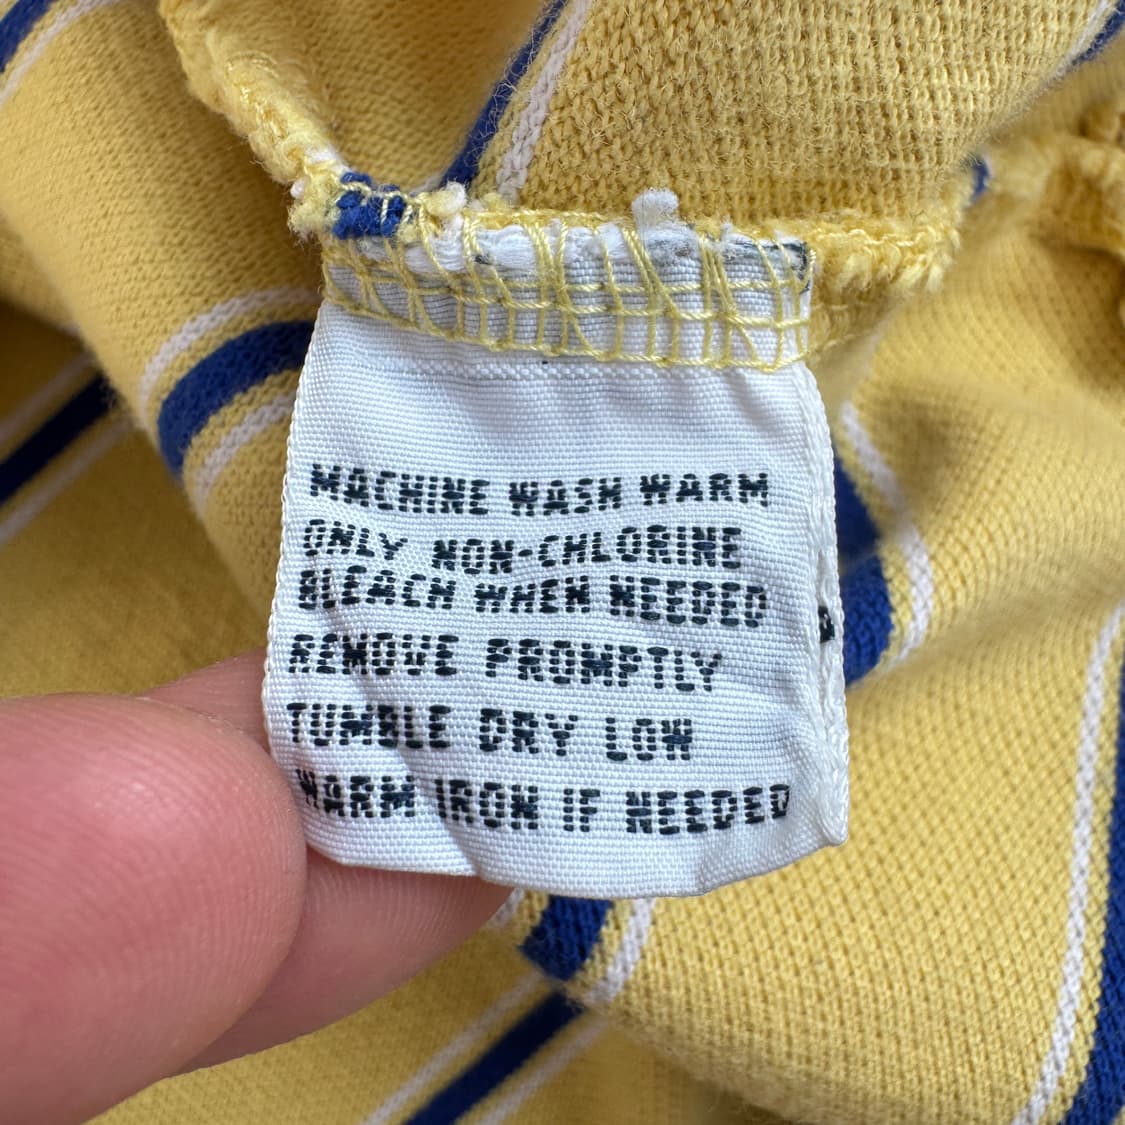 MACHINE WASH WARM
ONLY NON-CHLORINE
BLEACH WHEN NEEDED
REMOVE PROMPTLY
TUMBLE DRY LOW
WARM IRON IF NEEDED